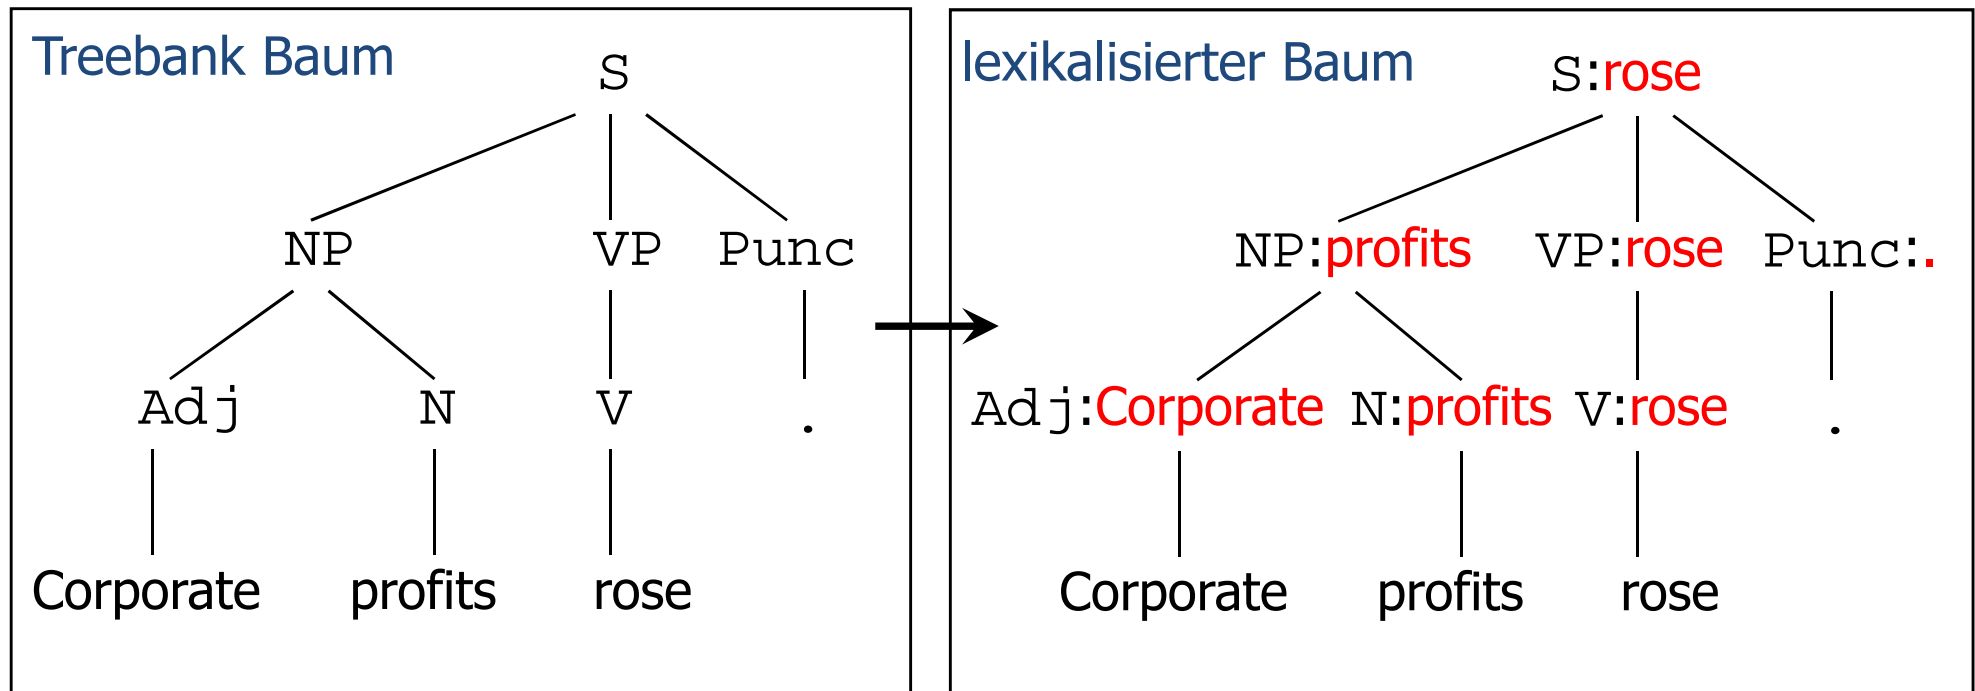 Treebank Baum
S
NP VP Punc
Adj N V .
Corporate profits rose
lexikalisierter Baum
S:rose
NP:profits VP:rose Punc:.
Adj:Corporate N:profits V:rose .
Corporate profits rose